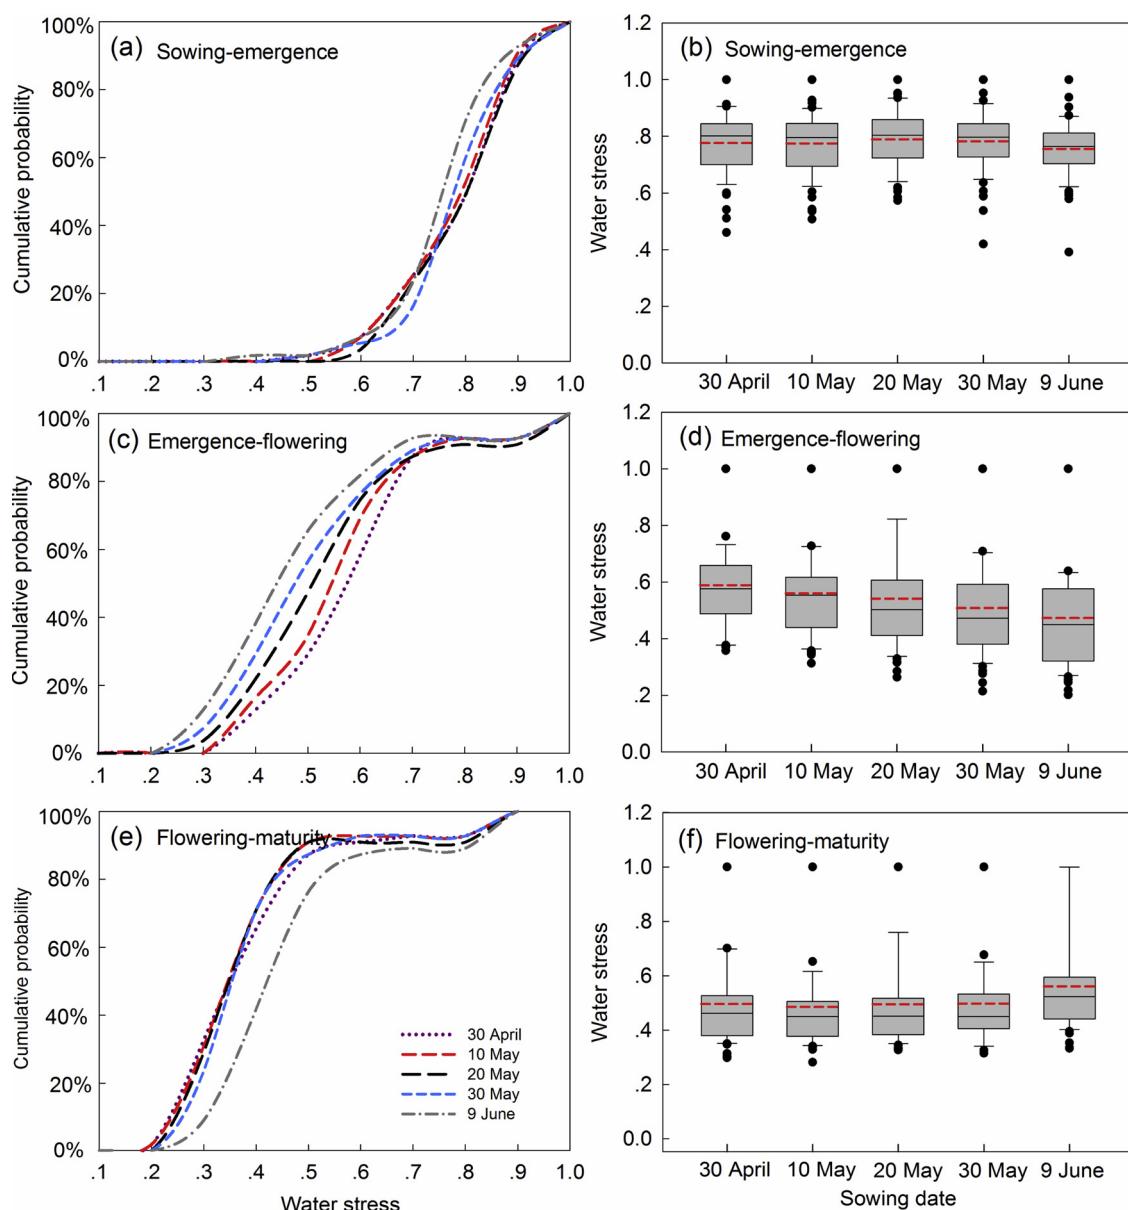 (a) Sowing-emergence
Cumulative probability
100%
80%
60%
40%
20%
0%
.1 .2 .3 .4 .5 .6 .7 .8 .9 1.0
(b) Sowing-emergence
Water stress
1.2
1.0
.8
.6
.4
.2
0.0
30 April 10 May 20 May 30 May 9 June
(c) Emergence-flowering
Cumulative probability
100%
80%
60%
40%
20%
0%
.1 .2 .3 .4 .5 .6 .7 .8 .9 1.0
(d) Emergence-flowering
Water stress
1.2
1.0
.8
.6
.4
.2
0.0
30 April 10 May 20 May 30 May 9 June
(e) Flowering-maturity
Cumulative probability
100%
80%
60%
40%
20%
0%
30 April
10 May
20 May
30 May
9 June
.1 .2 .3 .4 .5 .6 .7 .8 .9 1.0
Water stress
(f) Flowering-maturity
Water stress
1.2
1.0
.8
.6
.4
.2
0.0
30 April 10 May 20 May 30 May 9 June
Sowing date